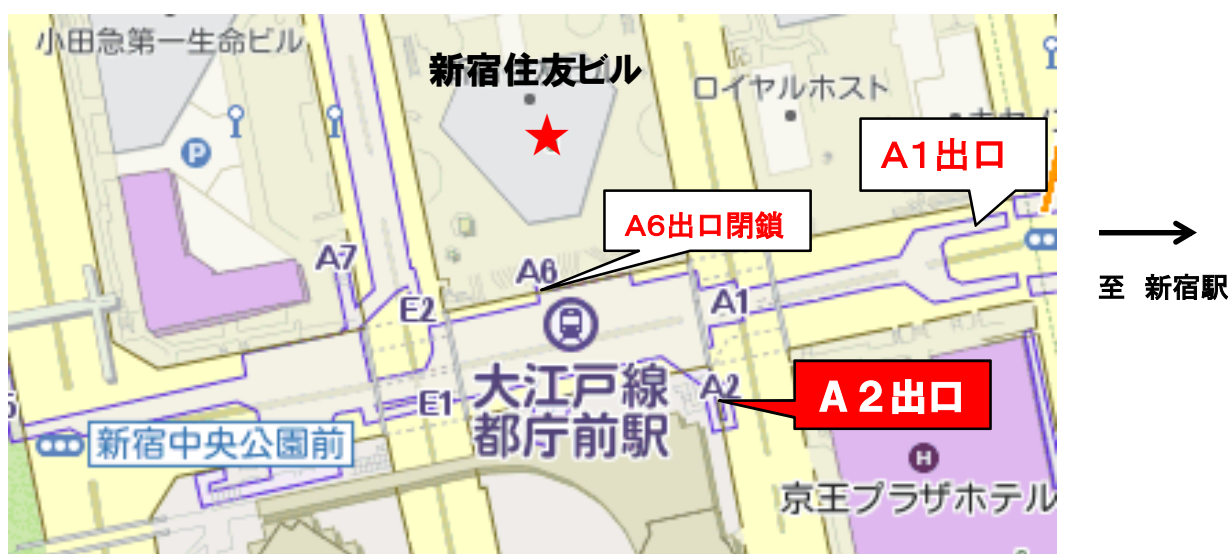 小田急第一生命ビル
新宿住友ビル
ロイヤルホスト
P
A1出口
A6出口閉鎖
A7
A6
至 新宿駅
E2
A1
大江戸線
都庁前駅
E1
A2
A2出口
新宿中央公園前
H
京王プラザホテル